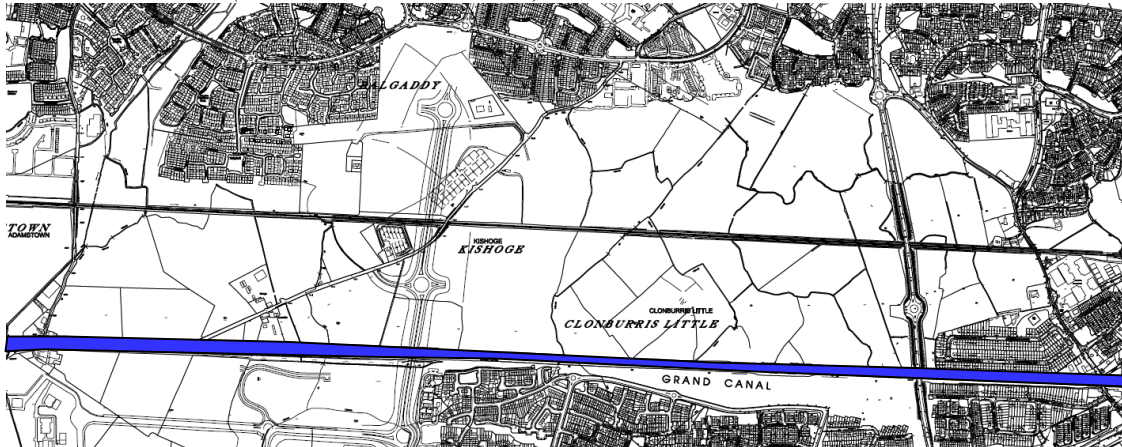 BALGADDY
TOWN
ADAMSTOWN
KISHOGE
KISHOGE
CLONBURRIS LITTLE
CLONBURRIS LITTLE
GRAND CANAL